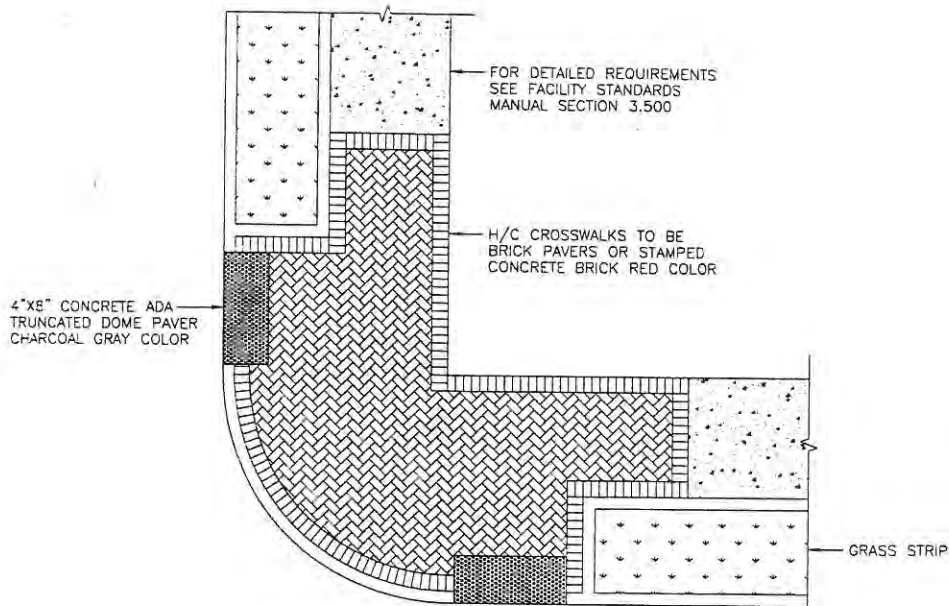 FOR DETAILED REQUIREMENTS
SEE FACILITY STANDARDS
MANUAL SECTION 3.500
H/C CROSSWALKS TO BE
BRICK PAVERS OR STAMPED
CONCRETE BRICK RED COLOR
4"X8" CONCRETE ADA
TRUNCATED DOME PAVER
CHARCOAL GRAY COLOR
GRASS STRIP